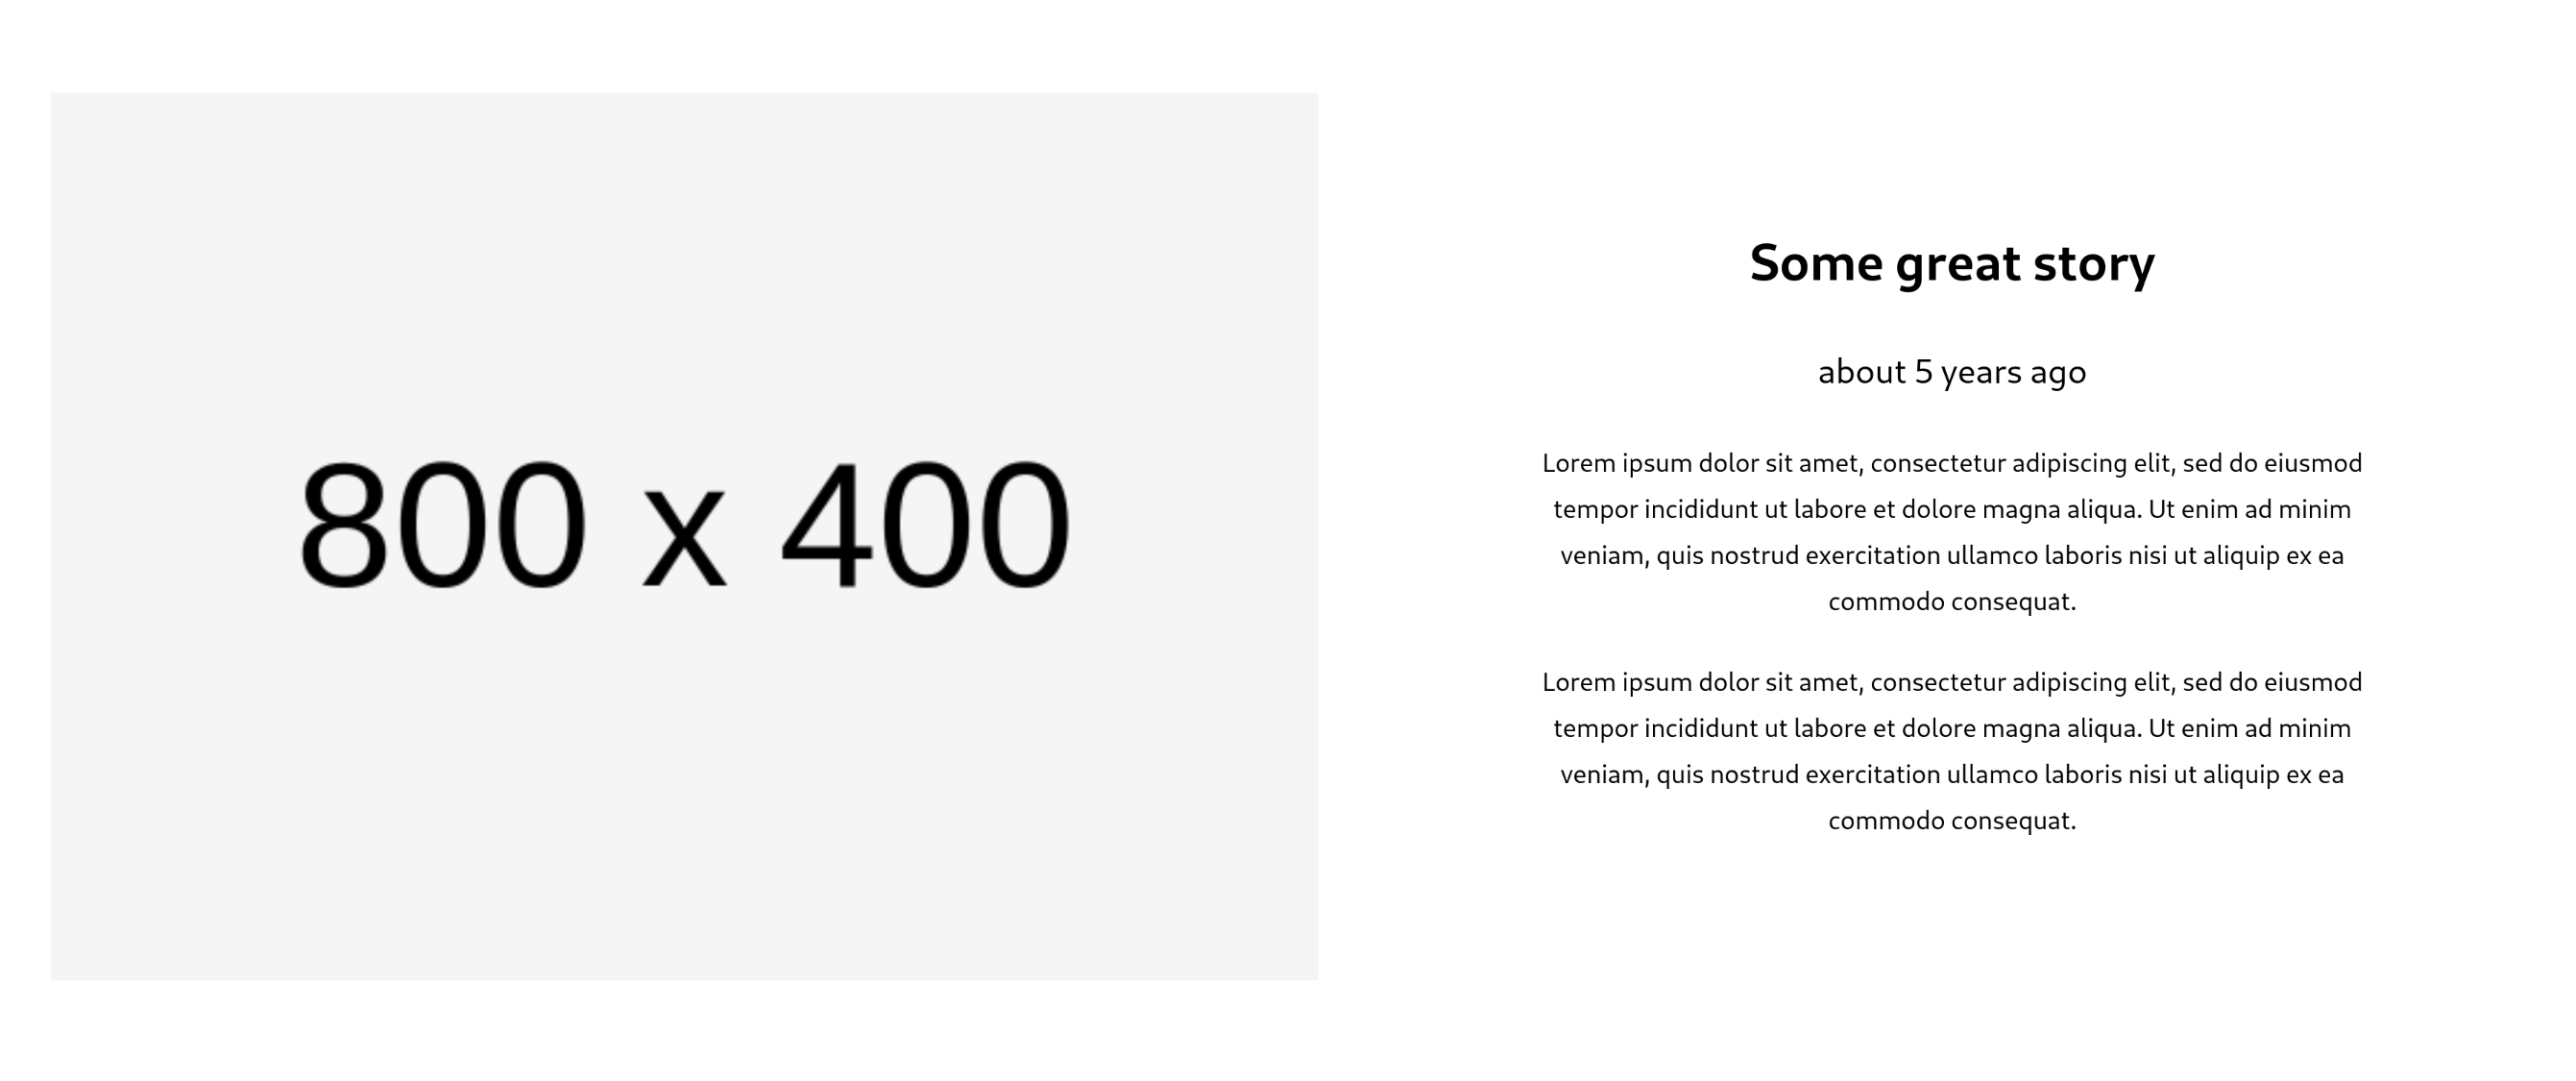 800 x 400
Some great story
about 5 years ago
Lorem ipsum dolor sit amet, consectetur adipiscing elit, sed do eiusmod
tempor incididunt ut labore et dolore magna aliqua. Ut enim ad minim
veniam, quis nostrud exercitation ullamco laboris nisi ut aliquip ex ea
commodo consequat.
Lorem ipsum dolor sit amet, consectetur adipiscing elit, sed do eiusmod
tempor incididunt ut labore et dolore magna aliqua. Ut enim ad minim
veniam, quis nostrud exercitation ullamco laboris nisi ut aliquip ex ea
commodo consequat.